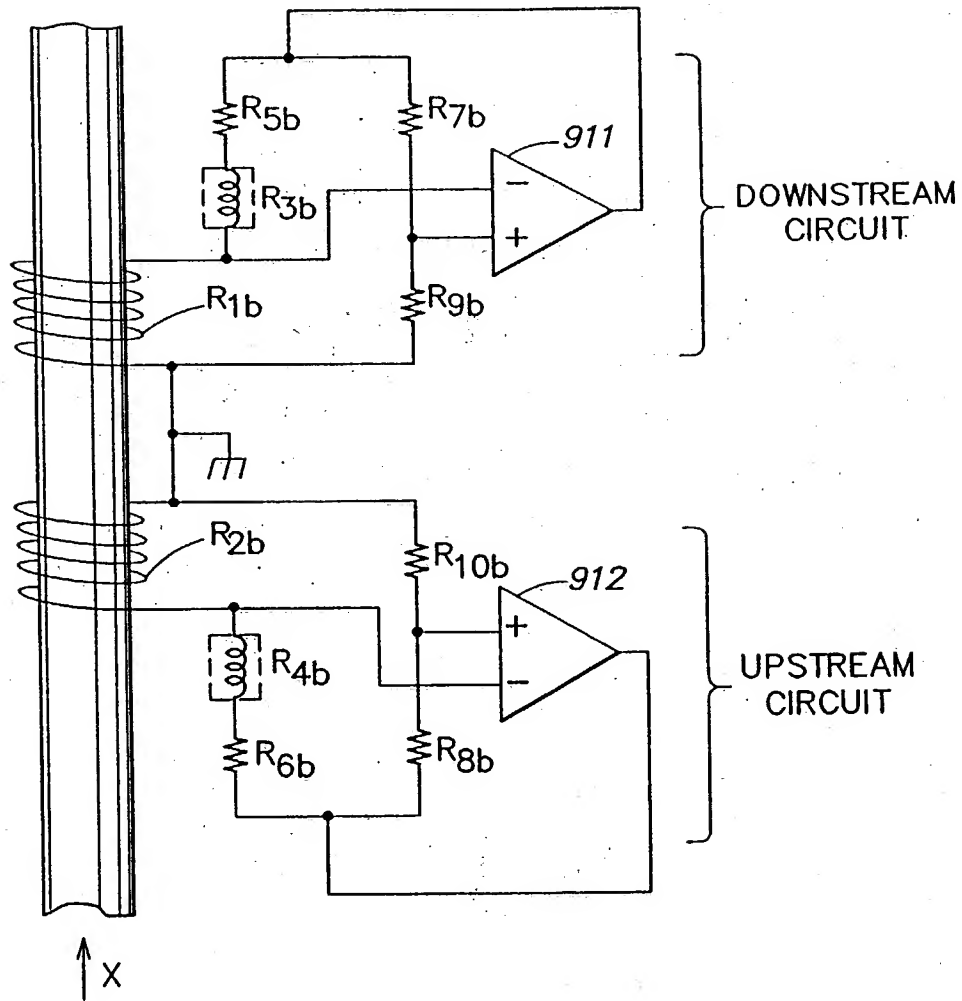 R5b
R7b
911
R3b
−
+
DOWNSTREAM
CIRCUIT
R1b
R9b
R2b
R10b
912
+
−
R4b
UPSTREAM
CIRCUIT
R6b
R8b
X